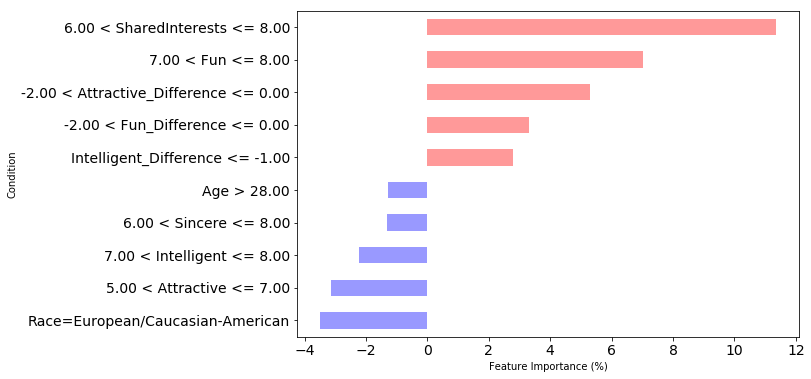 6.00 < SharedInterests <= 8.00
7.00 < Fun <= 8.00
-2.00 < Attractive_Difference <= 0.00
-2.00 < Fun_Difference <= 0.00
Intelligent_Difference <= -1.00
Age > 28.00
6.00 < Sincere <= 8.00
7.00 < Intelligent <= 8.00
5.00 < Attractive <= 7.00
Race=European/Caucasian-American
Condition
−4 −2 0 2 4 6 8 10 12
Feature Importance (%)